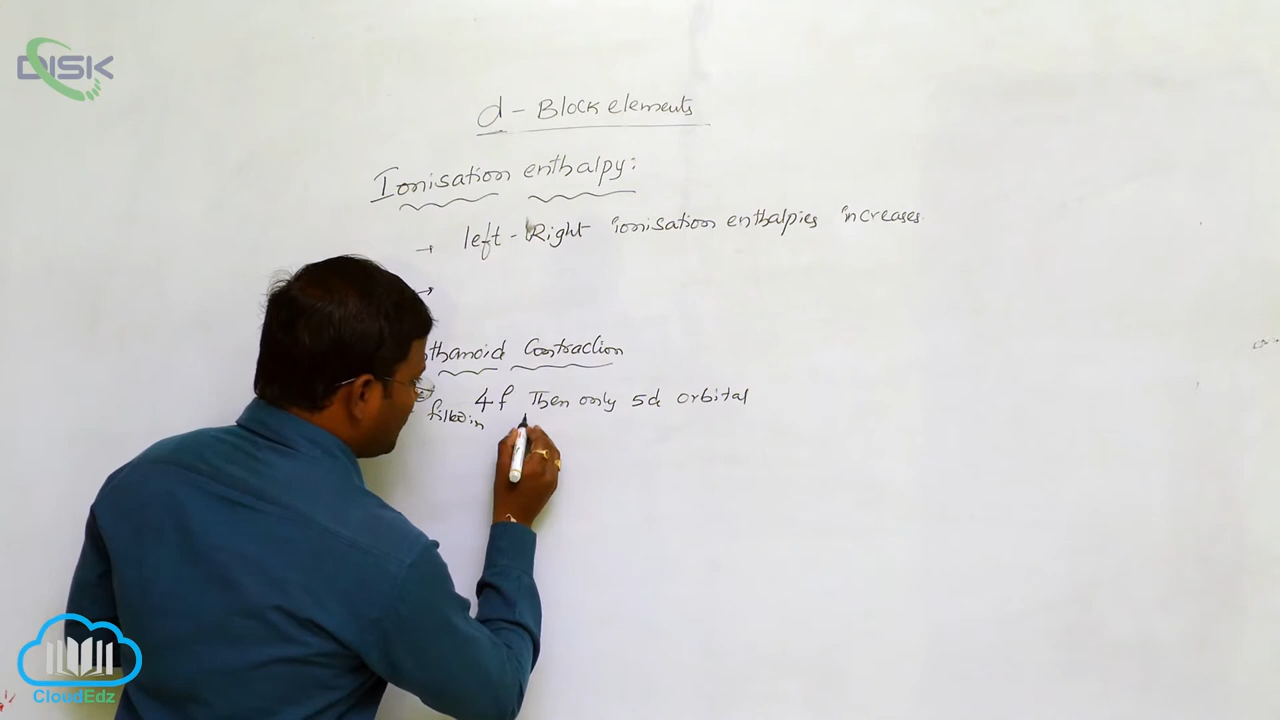 DISK
d - Block elements
Ionisation enthalpy:
→ left - Right ionisation enthalpies increases
→
thanoid Contraction
4f Then only 5d orbital
filled in
CloudEdz